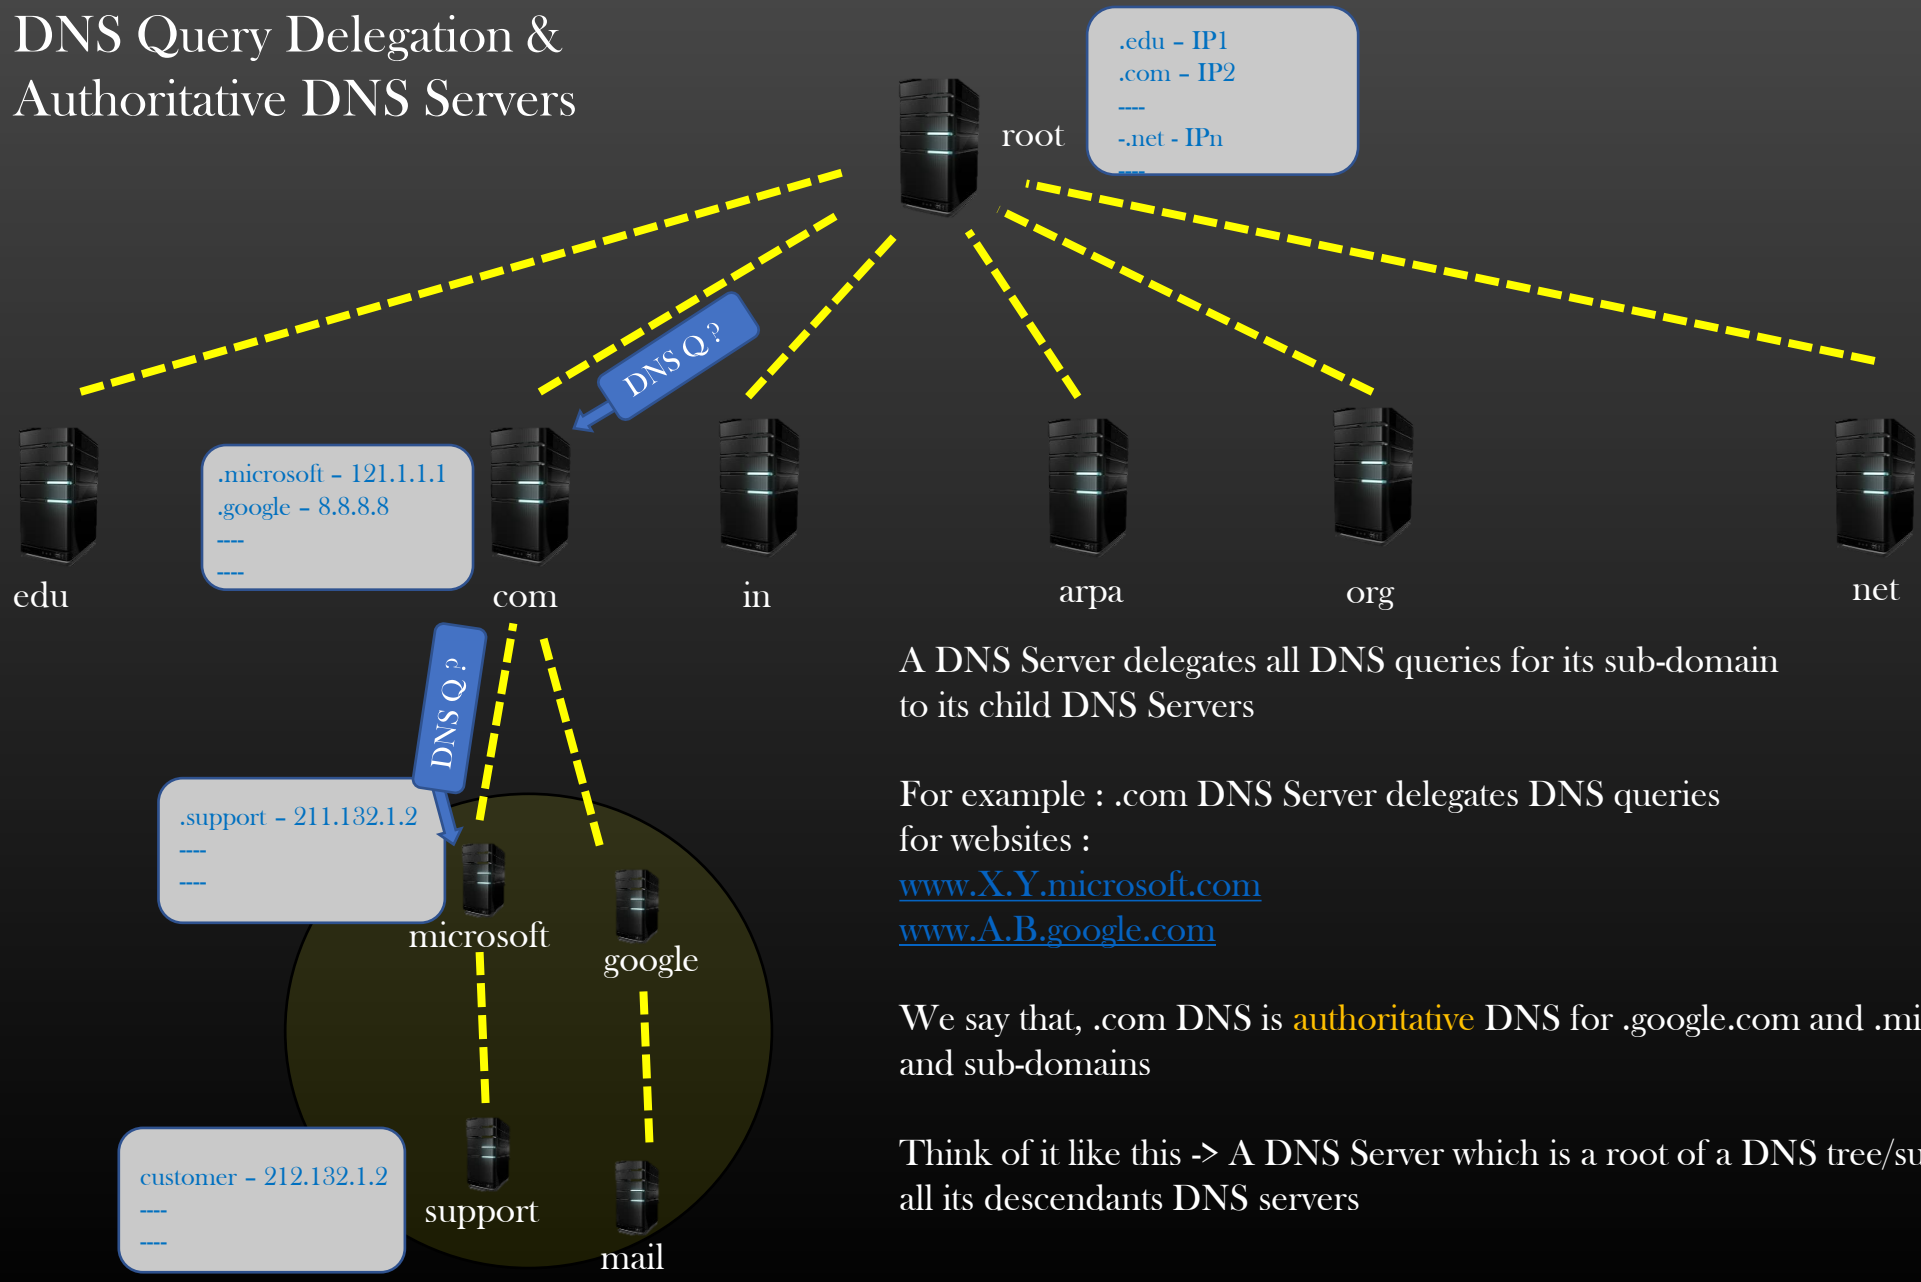 DNS Query Delegation &
Authoritative DNS Servers
.edu – IP1
.com – IP2
----
-.net - IPn
----
root
DNS Q ?
.microsoft – 121.1.1.1
.google – 8.8.8.8
----
----
edu
com
in
arpa
org
net
DNS Q ?
.support – 211.132.1.2
----
----
microsoft
google
customer – 212.132.1.2
----
----
support
mail
A DNS Server delegates all DNS queries for its sub-domain
to its child DNS Servers
For example : .com DNS Server delegates DNS queries
for websites :
www.X.Y.microsoft.com
www.A.B.google.com
We say that, .com DNS is authoritative DNS for .google.com and .mi
and sub-domains
Think of it like this -> A DNS Server which is a root of a DNS tree/su
all its descendants DNS servers